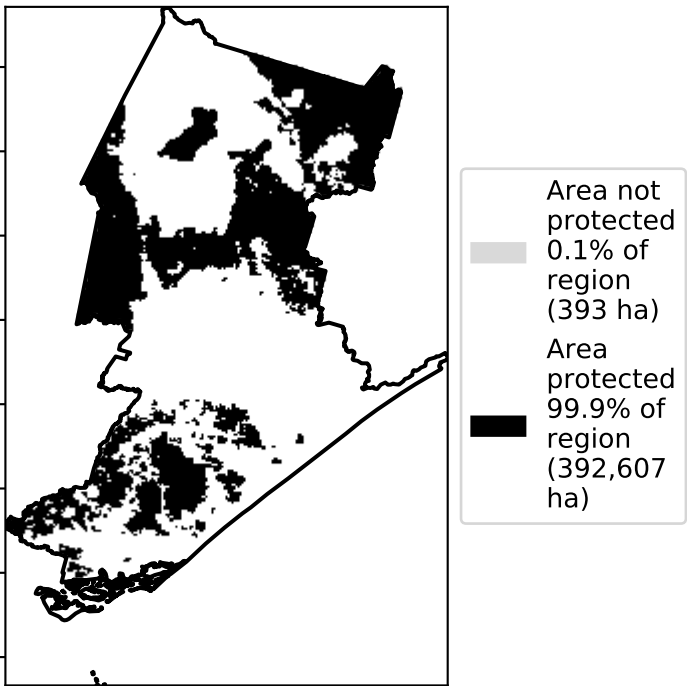 Area not
protected
0.1% of
region
(393 ha)
Area
protected
99.9% of
region
(392,607
ha)